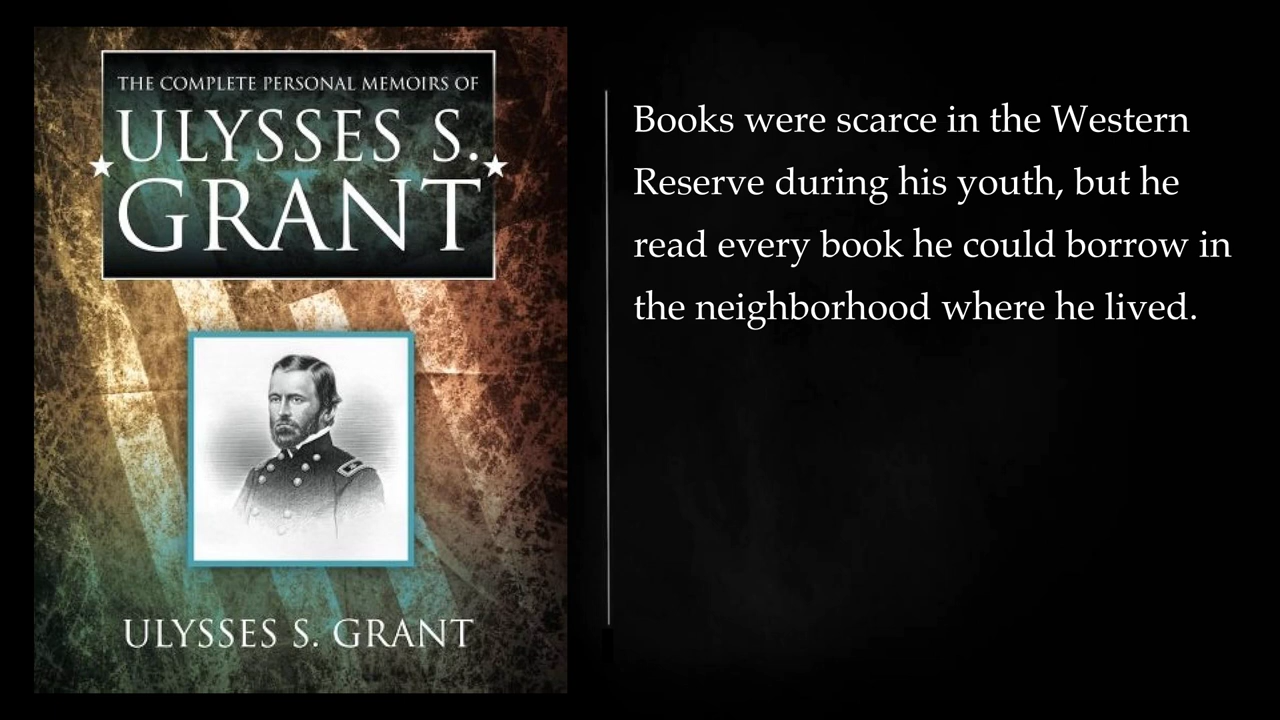 THE COMPLETE PERSONAL MEMOIRS OF
ULYSSES S.
GRANT
ULYSSES S. GRANT
Books were scarce in the Western
Reserve during his youth, but he
read every book he could borrow in
the neighborhood where he lived.